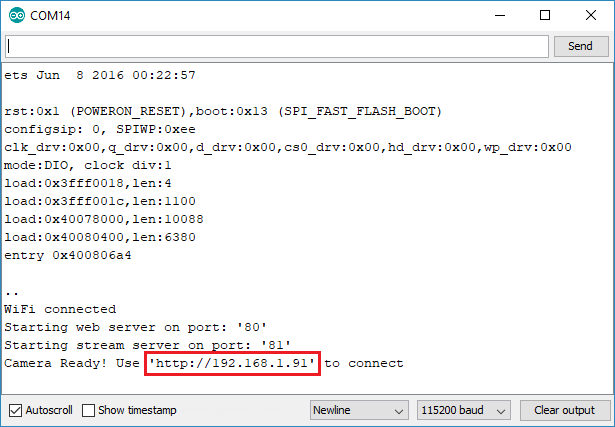 COM14
Send
ets Jun  8 2016 00:22:57
rst:0x1 (POWERON_RESET),boot:0x13 (SPI_FAST_FLASH_BOOT)
configsip: 0, SPIWP:0xee
clk_drv:0x00,q_drv:0x00,d_drv:0x00,cs0_drv:0x00,hd_drv:0x00,wp_drv:0x00
mode:DIO, clock div:1
load:0x3fff0018,len:4
load:0x3fff001c,len:1100
load:0x40078000,len:10088
load:0x40080400,len:6380
entry 0x400806a4
..
WiFi connected
Starting web server on port: '80'
Starting stream server on port: '81'
Camera Ready! Use 'http://192.168.1.91' to connect
Autoscroll Show timestamp Newline 115200 baud Clear output